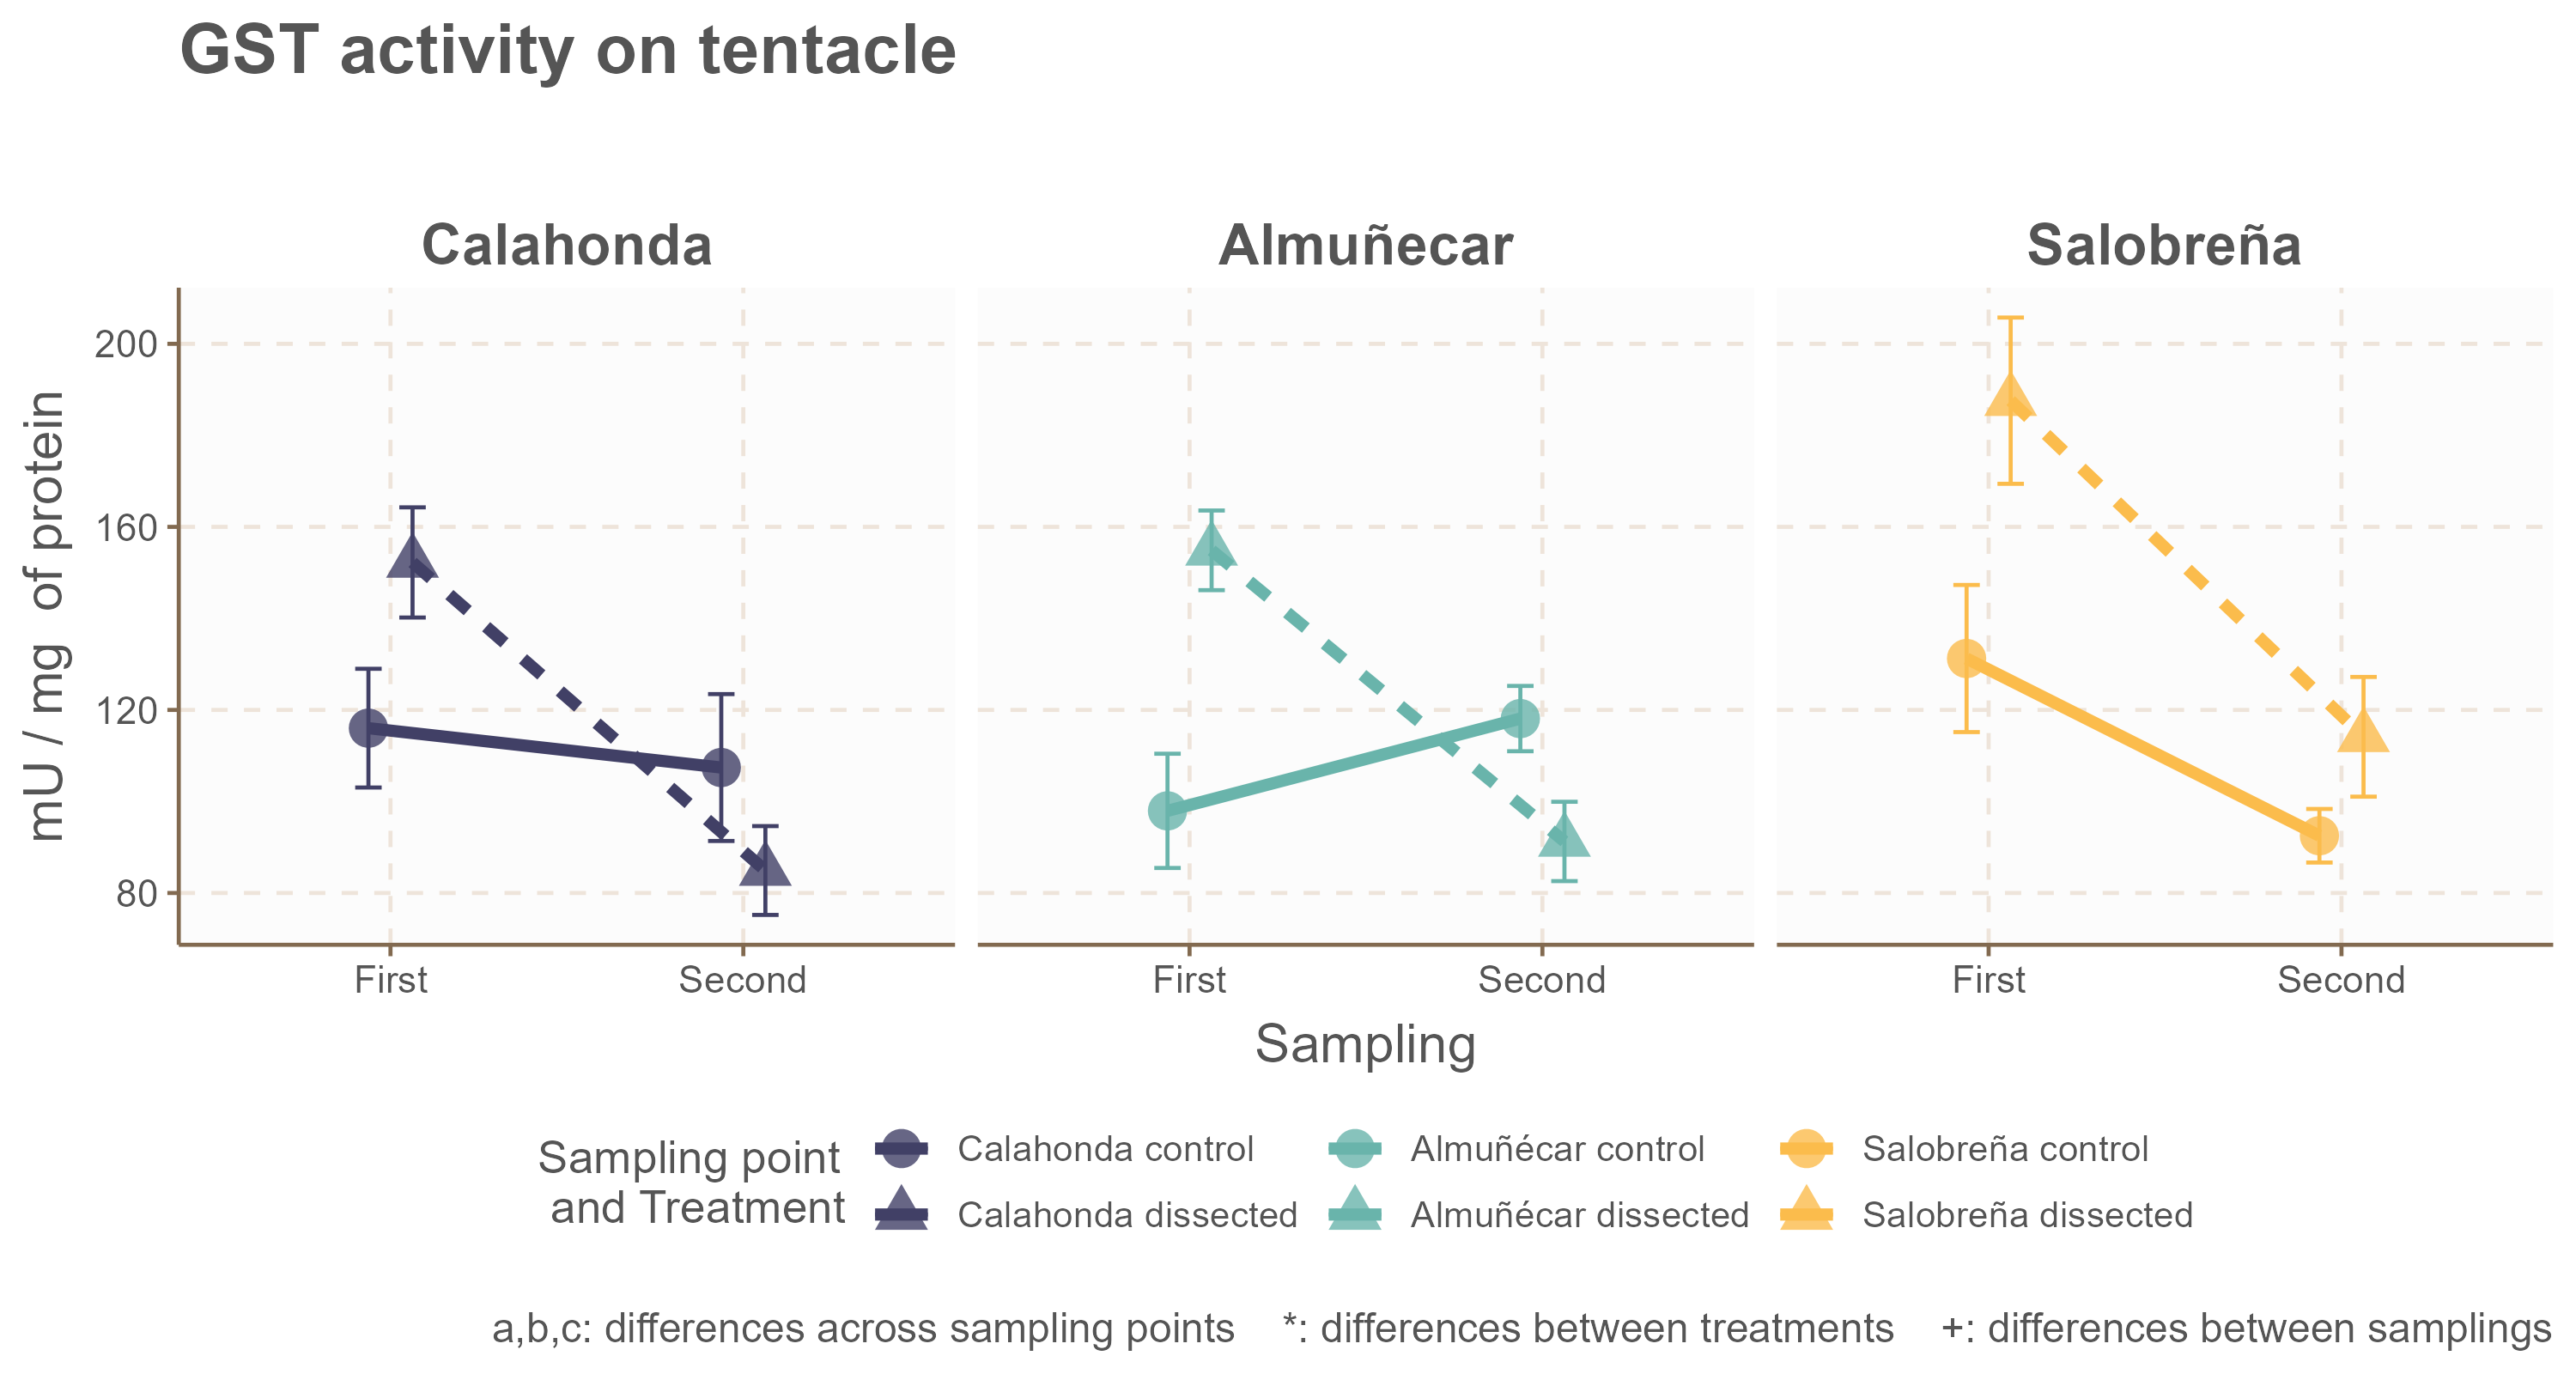 GST activity on tentacle
Calahonda
Almuñecar
Salobreña
mU / mg  of protein
200
160
120
80
First
Second
First
Second
First
Second
Sampling
Sampling point
and Treatment
Calahonda control
Almuñécar control
Salobreña control
Calahonda dissected
Almuñécar dissected
Salobreña dissected
a,b,c: differences across sampling points    *: differences between treatments    +: differences between samplings